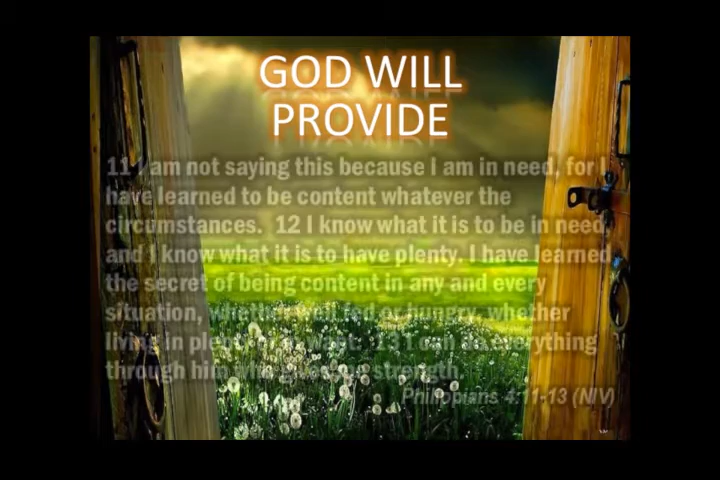 GOD WILL
PROVIDE
11 I am not saying this because I am in need, for I
have learned to be content whatever the
circumstances. 12 I know what it is to be in need,
and I know what it is to have plenty. I have learned
the secret of being content in any and every
situation, whether well fed or hungry, whether
living in plenty or in want. 13 I can do everything
through him who gives me strength.
Philippians 4:11-13 (NIV)